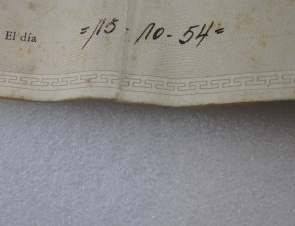 El día =15-10-54=